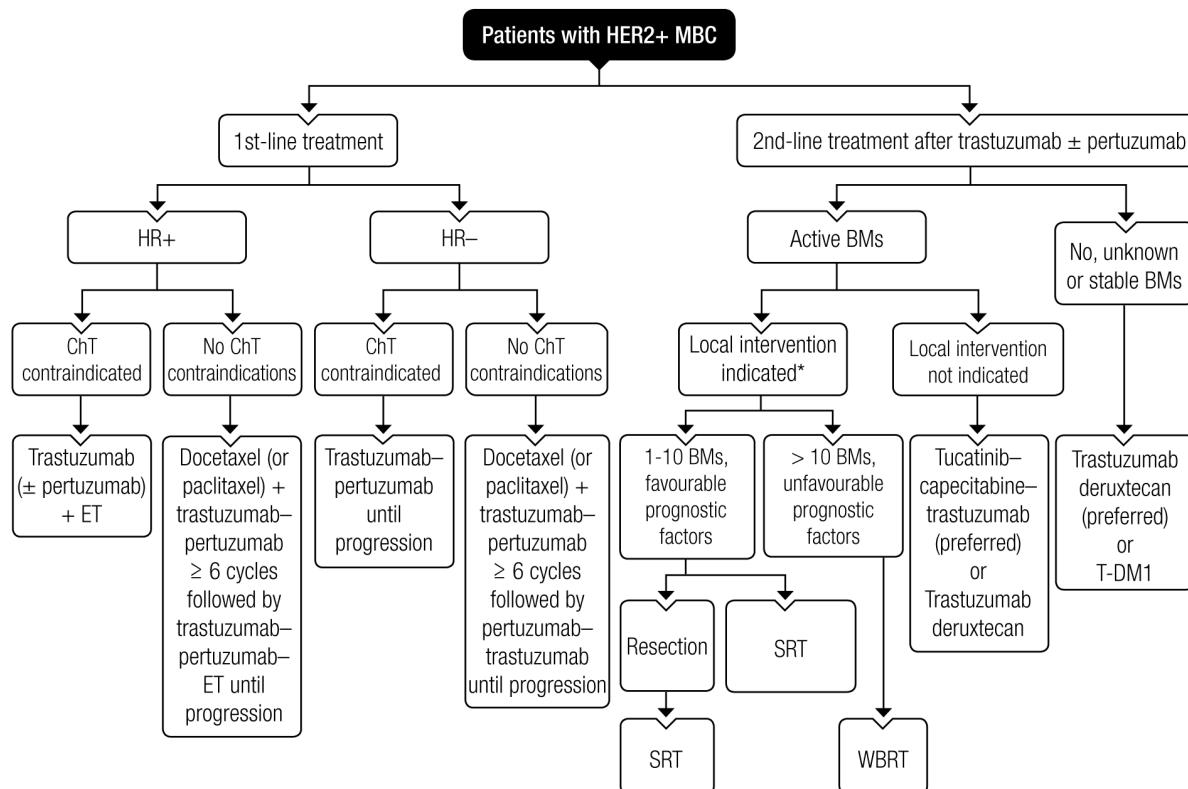 Patients with HER2+ MBC
1st-line treatment
2nd-line treatment after trastuzumab ± pertuzumab
HR+
HR–
Active BMs
No, unknown
or stable BMs
ChT
contraindicated
No ChT
contraindications
ChT
contraindicated
No ChT
contraindications
Local intervention
indicated*
Local intervention
not indicated
Trastuzumab
(± pertuzumab)
+ ET
Docetaxel (or
paclitaxel) +
trastuzumab–
pertuzumab
≥ 6 cycles
followed by
trastuzumab–
pertuzumab–
ET until
progression
Trastuzumab–
pertuzumab
until
progression
Docetaxel (or
paclitaxel) +
trastuzumab–
pertuzumab
≥ 6 cycles
followed by
pertuzumab–
trastuzumab
until progression
1-10 BMs,
favourable
prognostic
factors
> 10 BMs,
unfavourable
prognostic
factors
Tucatinib–
capecitabine–
trastuzumab
(preferred)
or
Trastuzumab
deruxtecan
Trastuzumab
deruxtecan
(preferred)
or
T-DM1
Resection
SRT
SRT
WBRT